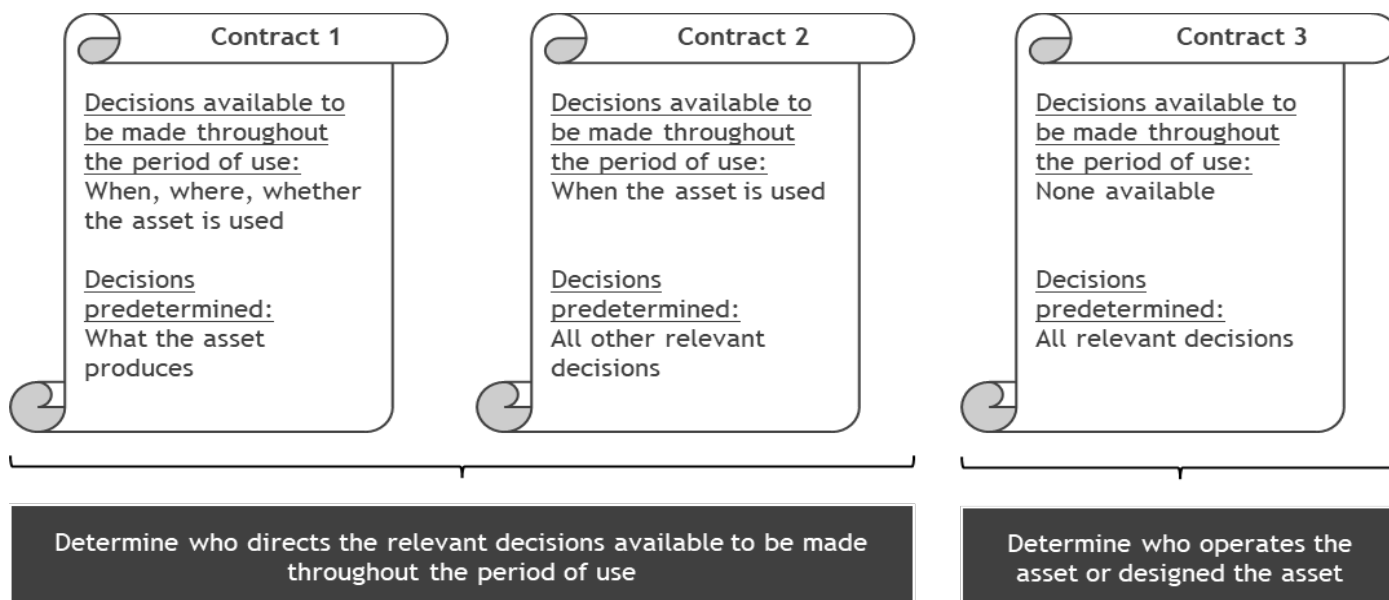 Contract 1
Decisions available to
be made throughout
the period of use:
When, where, whether
the asset is used
Decisions
predetermined:
What the asset
produces
Contract 2
Decisions available to
be made throughout
the period of use:
When the asset is used
Decisions
predetermined:
All other relevant
decisions
Contract 3
Decisions available to
be made throughout
the period of use:
None available
Decisions
predetermined:
All relevant decisions
Determine who directs the relevant decisions available to be made
throughout the period of use
Determine who operates the
asset or designed the asset